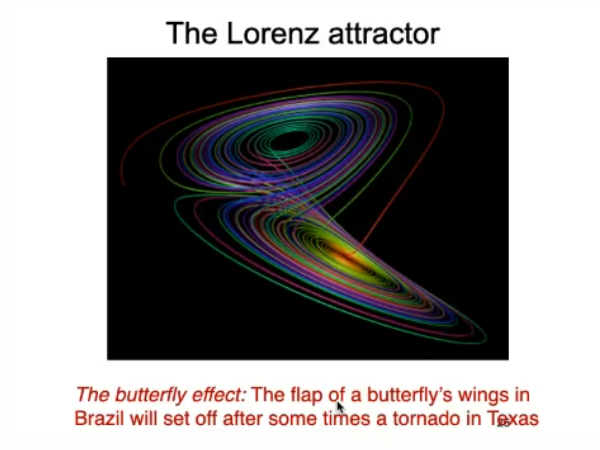 The Lorenz attractor
The butterfly effect: The flap of a butterfly's wings in
Brazil will set off after some times a tornado in Texas